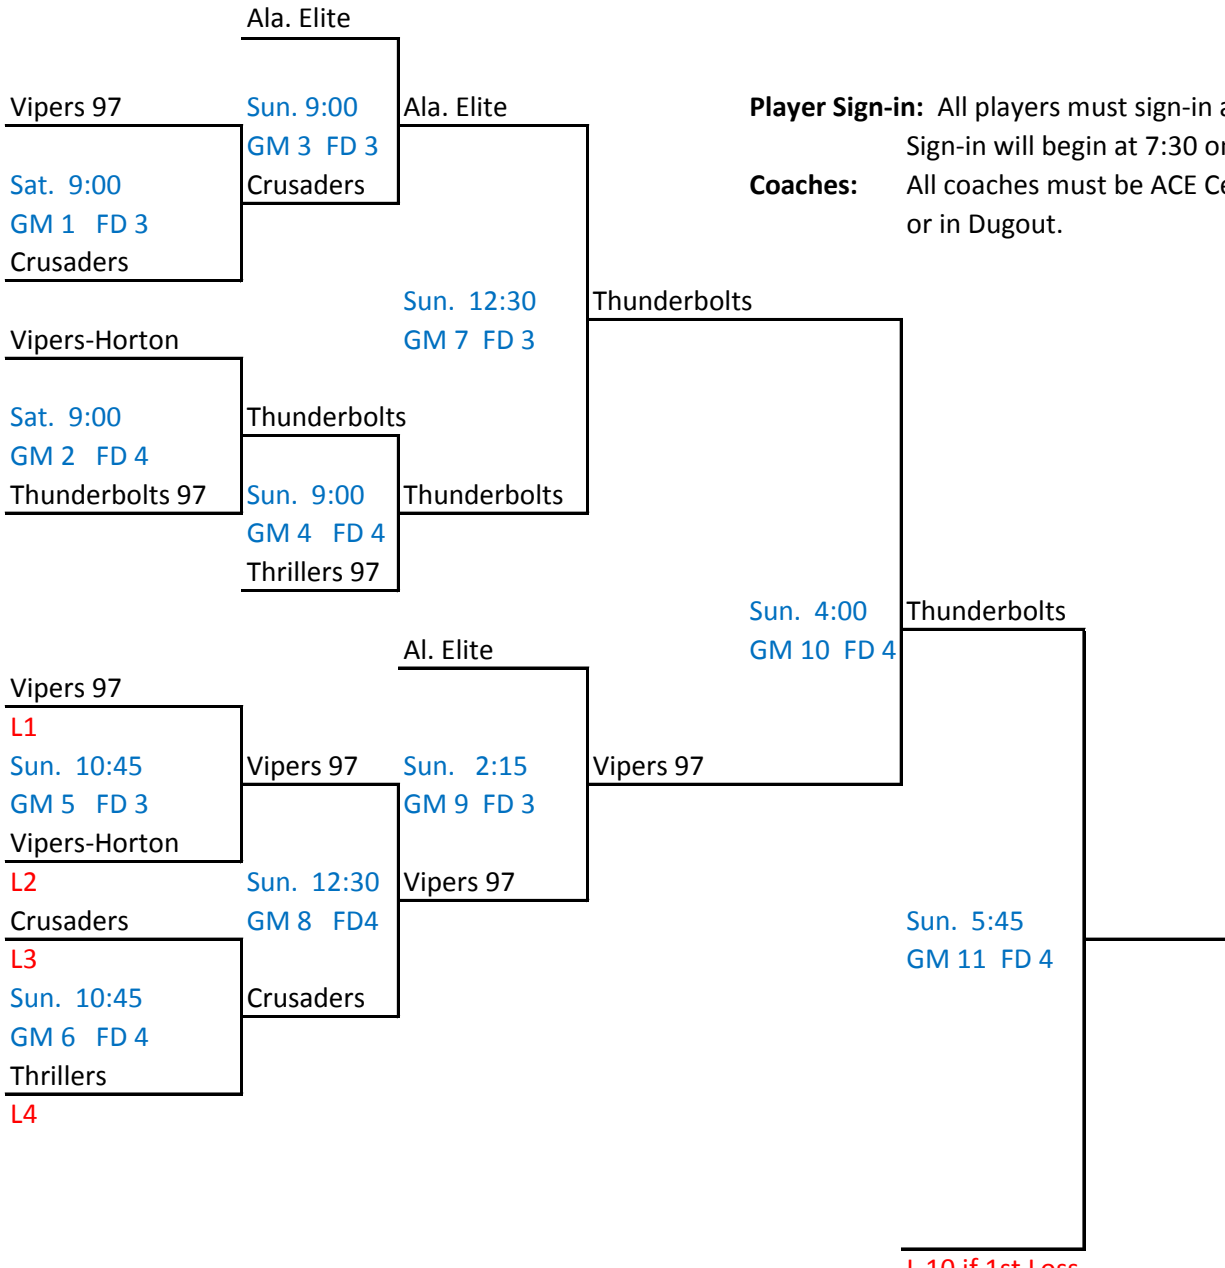 Ala. Elite
Vipers 97 Sun. 9:00 Ala. Elite Player Sign-in: All players must sign-in
GM 3 FD 3 Sign-in will begin at 7:30
Sat. 9:00 Crusaders Coaches: All coaches must be ACE
GM 1 FD 3 or in Dugout.
Crusaders
Sun. 12:30 Thunderbolts
Vipers-Horton GM 7 FD 3
Sat. 9:00 Thunderbolts
GM 2 FD 4
Thunderbolts 97 Sun. 9:00 Thunderbolts
GM 4 FD 4
Thrillers 97
Sun. 4:00 Thunderbolts
Al. Elite GM 10 FD 4
Vipers 97
L1
Sun. 10:45 Vipers 97 Sun. 2:15 Vipers 97
GM 5 FD 3 GM 9 FD 3
Vipers-Horton
L2 Sun. 12:30 Vipers 97
Crusaders GM 8 FD4 Sun. 5:45
L3 GM 11 FD 4
Sun. 10:45 Crusaders
GM 6 FD 4
Thrillers
L4
L 10 if 1st Loss